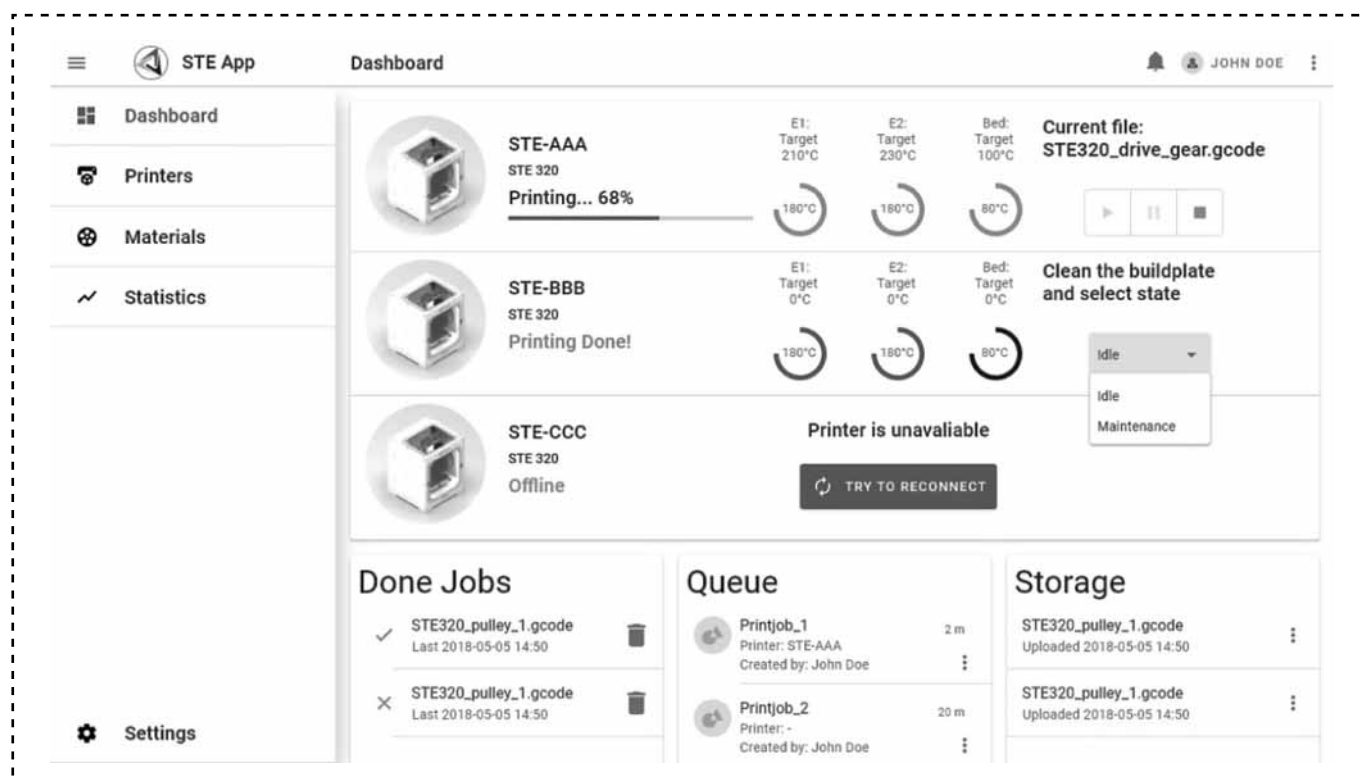 STE App
Dashboard
JOHN DOE
Dashboard
Printers
Materials
Statistics
Settings
STE-AAA
STE 320
Printing... 68%
E1:
Target
210°C
180°C
E2:
Target
230°C
180°C
Bed:
Target
100°C
80°C
Current file:
STE320_drive_gear.gcode
STE-BBB
STE 320
Printing Done!
E1:
Target
0°C
180°C
E2:
Target
0°C
180°C
Bed:
Target
0°C
80°C
Clean the buildplate
and select state
Idle
Idle
Maintenance
STE-CCC
STE 320
Offline
Printer is unavaliable
TRY TO RECONNECT
Done Jobs
STE320_pulley_1.gcode
Last 2018-05-05 14:50
STE320_pulley_1.gcode
Last 2018-05-05 14:50
Queue
Printjob_1
2 m
Printer: STE-AAA
Created by: John Doe
Printjob_2
20 m
Printer: -
Created by: John Doe
Storage
STE320_pulley_1.gcode
Uploaded 2018-05-05 14:50
STE320_pulley_1.gcode
Uploaded 2018-05-05 14:50